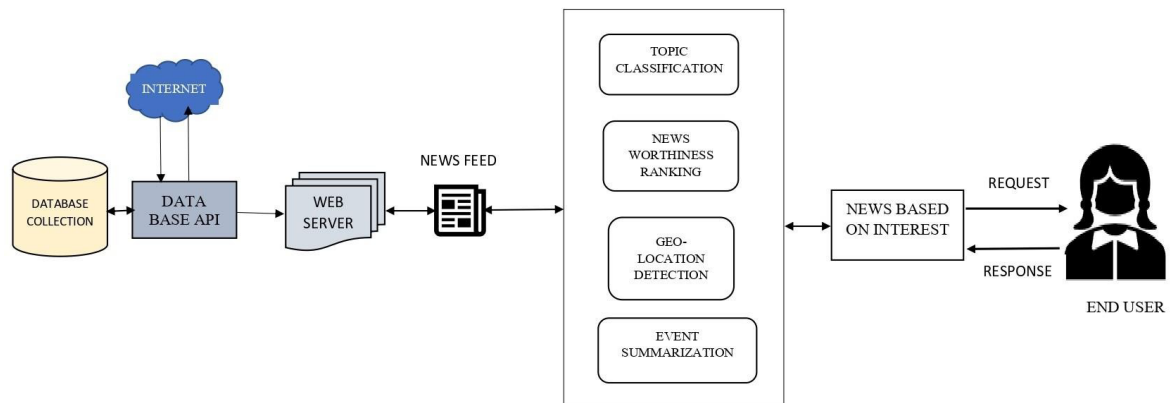 INTERNET
DATABASE
COLLECTION
DATA
BASE API
WEB
SERVER
NEWS FEED
TOPIC
CLASSIFICATION
NEWS
WORTHINESS
RANKING
GEO-
LOCATION
DETECTION
EVENT
SUMMARIZATION
NEWS BASED
ON INTEREST
REQUEST
RESPONSE
END USER